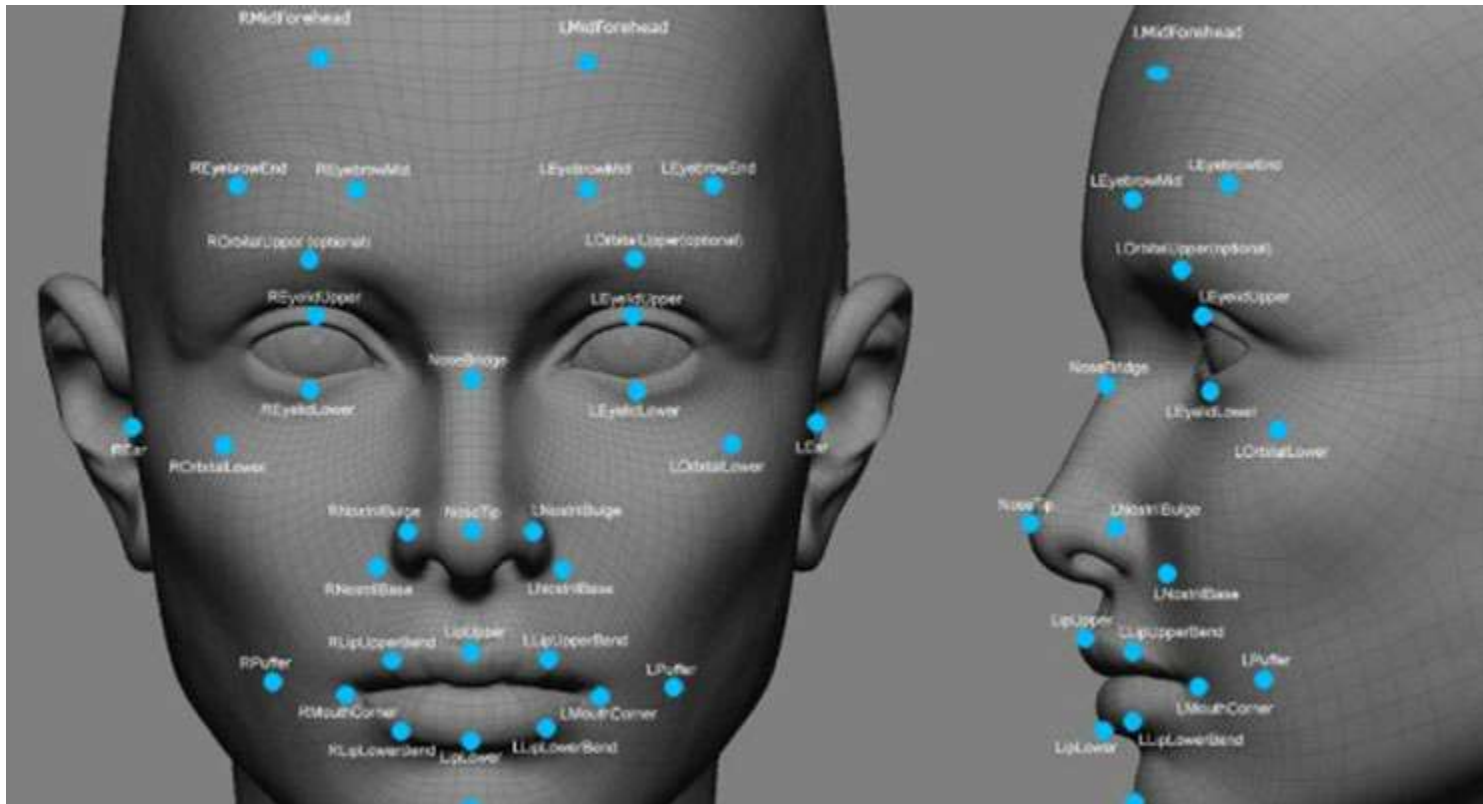 RMidForehead
LMidForehead
REyebrowEnd
REyebrowMid
LEyebrowMid
LEyebrowEnd
ROrbitalUpper (optional)
LOrbitalUpper(optional)
REyelidUpper
LEyelidUpper
NoseBridge
REyelidLower
LEyelidLower
REar
LEar
ROrbitalLower
LOrbitalLower
RNostrilBulge
NoseTip
LNostrilBulge
RNostrilBase
LNostrilBase
RLipUpperBend
LipUpper
LLipUpperBend
RPuffer
LPuffer
RMouthCorner
LMouthCorner
RLipLowerBend
LipLower
LLipLowerBend
LMidForehead
LEyebrowMid
LEyebrowEnd
LOrbitalUpper(optional)
LEyelidUpper
NoseBridge
LEyelidLower
LOrbitalLower
NoseTip
LNostrilBulge
LNostrilBase
LipUpper
LLipUpperBend
LPuffer
LMouthCorner
LipLower
LLipLowerBend